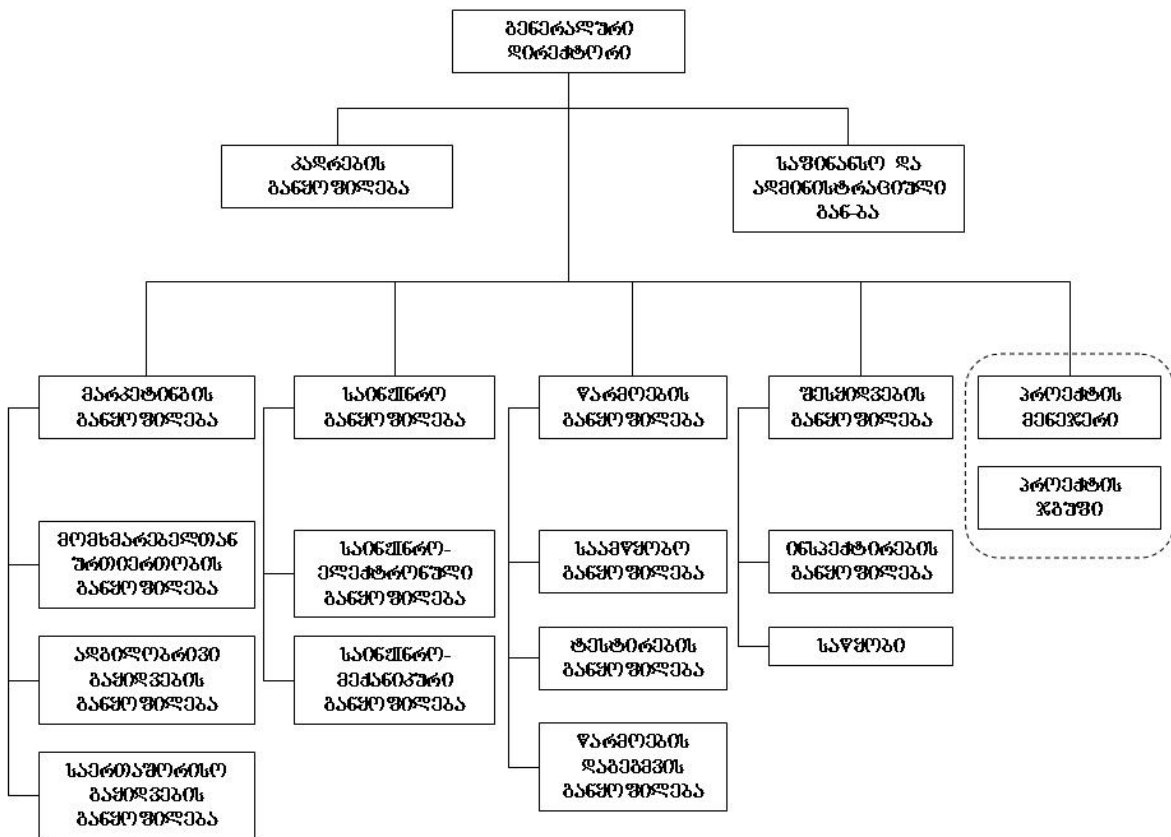 გენერალური
დირექტორი
კადრების
განყოფილება
საფინანსო და
ადმინისტრაციული
გან-ბა
მარკეტინგის
განყოფილება
საინჟინრო
განყოფილება
წარმოების
განყოფილება
შესყიდვების
განყოფილება
პროექტის
მენეჯერი
პროექტის
ჯგუფი
მომხმარებელთან
ურთიერთობის
განყოფილება
საინჟინრო-
ელექტრონული
განყოფილება
საამწყობო
განყოფილება
ინსპექტირების
განყოფილება
ადგილობრივი
გაყიდვების
განყოფილება
საინჟინრო-
მექანიკური
განყოფილება
ტესტირების
განყოფილება
საწყობი
საერთაშორისო
გაყიდვების
განყოფილება
წარმოების
დაგეგმვის
განყოფილება